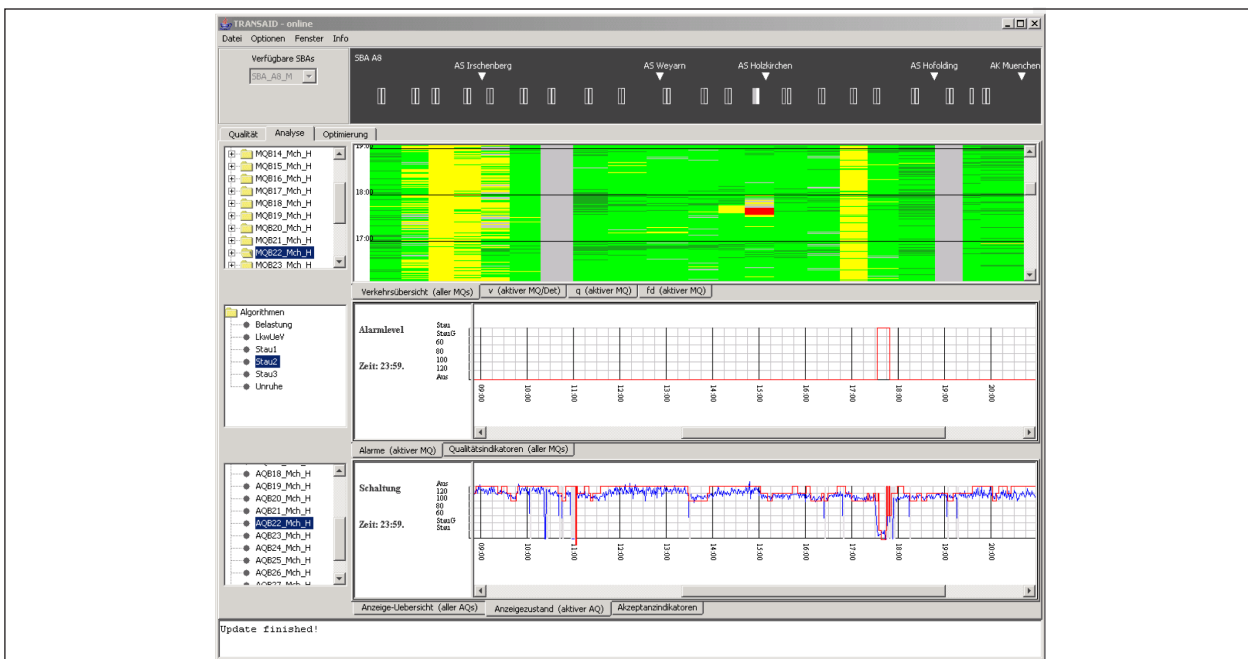 TRANSAID - online
Datei Optionen Fenster Info
Verfügbare SBAs
SBA_A8_M
SBA A8
AS Irschenberg
AS Weyarn
AS Holzkirchen
AS Hofolding
AK Muenchen
Qualität Analyse Optimierung
MQB14_Mch_H
MQB15_Mch_H
MQB16_Mch_H
MQB17_Mch_H
MQB18_Mch_H
MQB19_Mch_H
MQB20_Mch_H
MQB21_Mch_H
MQB22_Mch_H
MQB23_Mch_H
19:00
18:00
17:00
Verkehrsübersicht (aller MQs) v (aktiver MQ/Det) q (aktiver MQ) fd (aktiver MQ)
Algorithmen
Belastung
LkwUeV
Stau1
Stau2
Stau3
Unruhe
Alarmlevel
Zeit: 23:59.
Stau
StauG
60
80
100
120
Aus
09:00 10:00 11:00 12:00 13:00 14:00 15:00 16:00 17:00 18:00 19:00 20:00
Alarme (aktiver MQ) Qualitätsindikatoren (aller MQs)
AQB18_Mch_H
AQB19_Mch_H
AQB20_Mch_H
AQB21_Mch_H
AQB22_Mch_H
AQB23_Mch_H
AQB24_Mch_H
AQB25_Mch_H
AQB26_Mch_H
AQB27_Mch_H
Schaltung
Zeit: 23:59.
Aus
120
100
80
60
StauG
Stau
09:00 10:00 11:00 12:00 13:00 14:00 15:00 16:00 17:00 18:00 19:00 20:00
Anzeige-Uebersicht (aller AQs) Anzeigezustand (aktiver AQ) Akzeptanzindikatoren
Update finished!